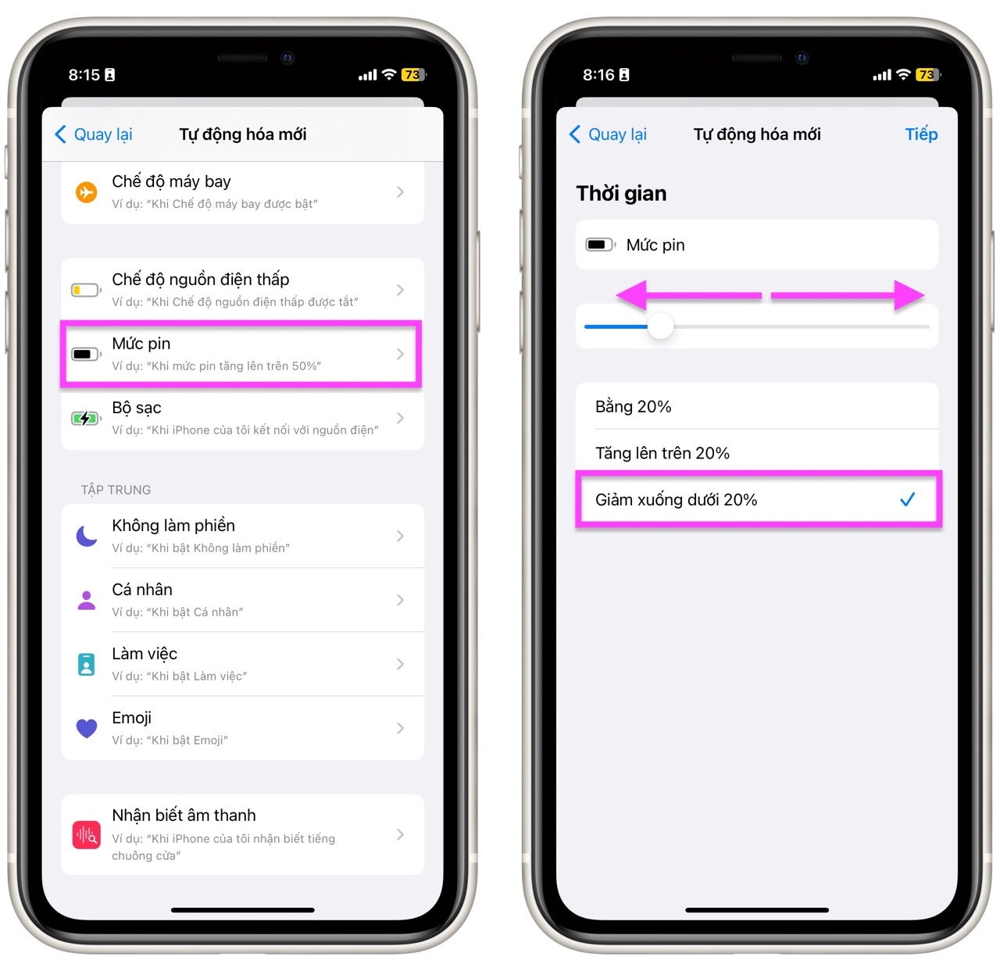 8:15
73
Quay lại
Tự động hóa mới
Chế độ máy bay
Ví dụ: “Khi Chế độ máy bay được bật”
Chế độ nguồn điện thấp
Ví dụ: “Khi Chế độ nguồn điện thấp được tắt”
Mức pin
Ví dụ: “Khi mức pin tăng lên trên 50%”
Bộ sạc
Ví dụ: “Khi iPhone của tôi kết nối với nguồn điện”
TẬP TRUNG
Không làm phiền
Ví dụ: “Khi bật Không làm phiền”
Cá nhân
Ví dụ: “Khi bật Cá nhân”
Làm việc
Ví dụ: “Khi bật Làm việc”
Emoji
Ví dụ: “Khi bật Emoji”
Nhận biết âm thanh
Ví dụ: “Khi iPhone của tôi nhận biết tiếng
chuông cửa”
8:16
73
Quay lại
Tự động hóa mới
Tiếp
Thời gian
Mức pin
Bằng 20%
Tăng lên trên 20%
Giảm xuống dưới 20%